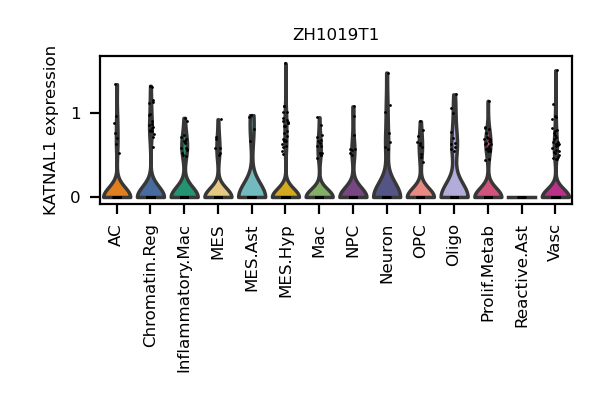 ZH1019T1
KATNAL1 expression
1
0
AC
Chromatin.Reg
Inflammatory.Mac
MES
MES.Ast
MES.Hyp
Mac
NPC
Neuron
OPC
Oligo
Prolif.Metab
Reactive.Ast
Vasc